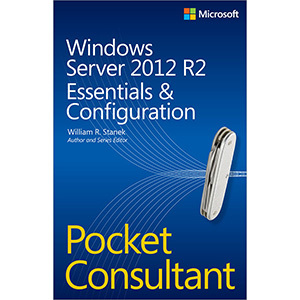 Microsoft
Windows
Server 2012 R2
Essentials &
Configuration
William R. Stanek
Author and Series Editor
Pocket
Consultant